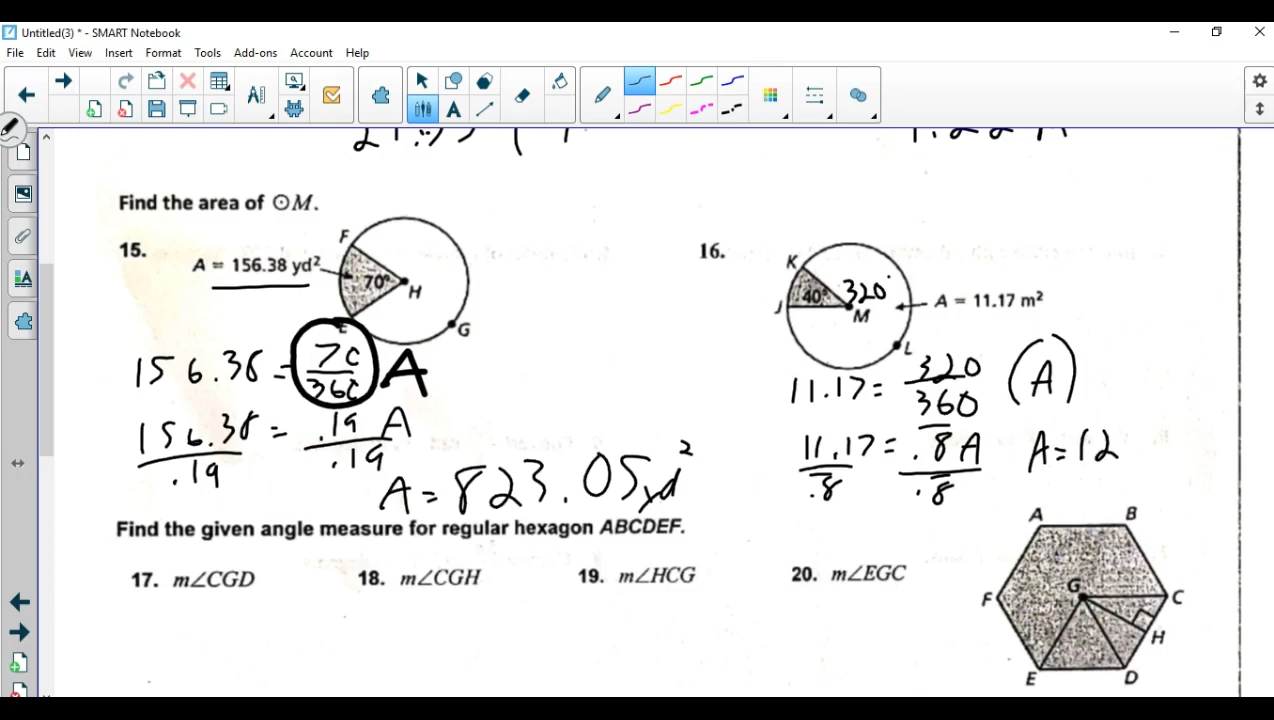 Untitled(3) * - SMART Notebook
File Edit View Insert Format Tools Add-ons Account Help
Find the area of ⊙M.
15.
A = 156.38 yd²
F
70°
H
E
G
156.38 = 70/360 A
156.38/.19 = .19A/.19
A = 823.05 yd²
16.
K
40°
320°
J
M
A = 11.17 m²
L
11.17 = 320/360 (A)
11.17/.8 = .8A/.8
A = 12
Find the given angle measure for regular hexagon ABCDEF.
17. m∠CGD 18. m∠CGH 19. m∠HCG 20. m∠EGC
A B
F G C
H
E D